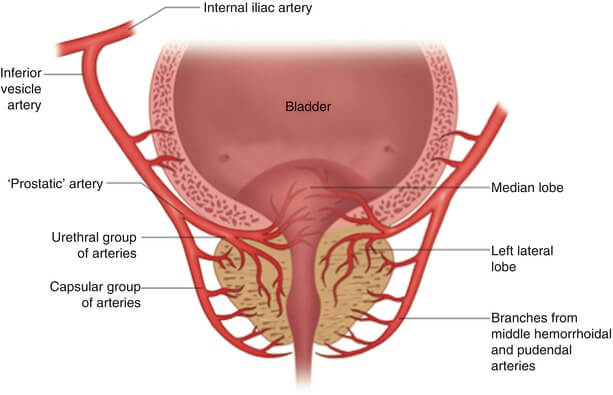 Internal iliac artery
Inferior
vesicle
artery
Bladder
‘Prostatic’ artery
Median lobe
Urethral group
of arteries
Left lateral
lobe
Capsular group
of arteries
Branches from
middle hemorrhoidal
and pudendal
arteries